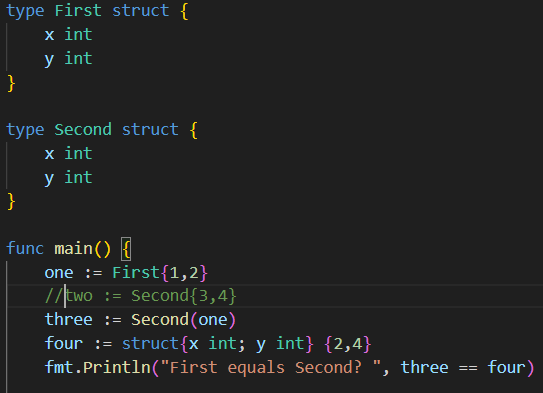 type First struct {
    x int
    y int
}

type Second struct {
    x int
    y int
}

func main() {
    one := First{1,2}
    //two := Second{3,4}
    three := Second(one)
    four := struct{x int; y int} {2,4}
    fmt.Println("First equals Second? ", three == four)